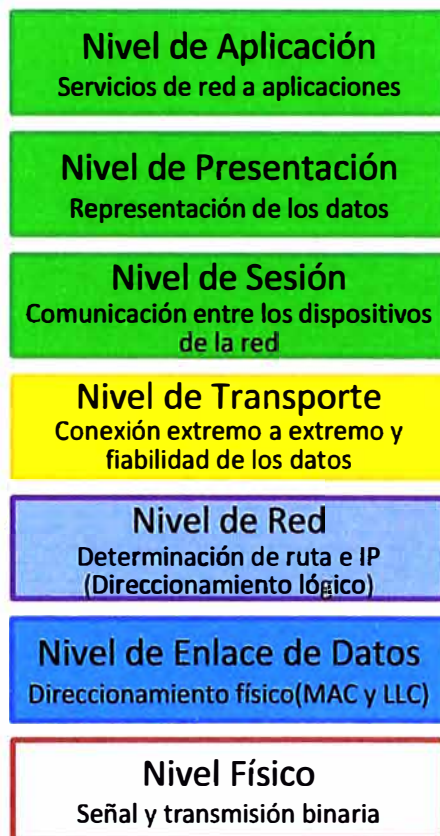 Nivel de Aplicación
Servicios de red a aplicaciones
Nivel de Presentación
Representación de los datos
Nivel de Sesión
Comunicación entre los dispositivos
de la red
Nivel de Transporte
Conexión extremo a extremo y
fiabilidad de los datos
Nivel de Red
Determinación de ruta e IP
(Direccionamiento lógico)
Nivel de Enlace de Datos
Direccionamiento físico(MAC y LLC)
Nivel Físico
Señal y transmisión binaria